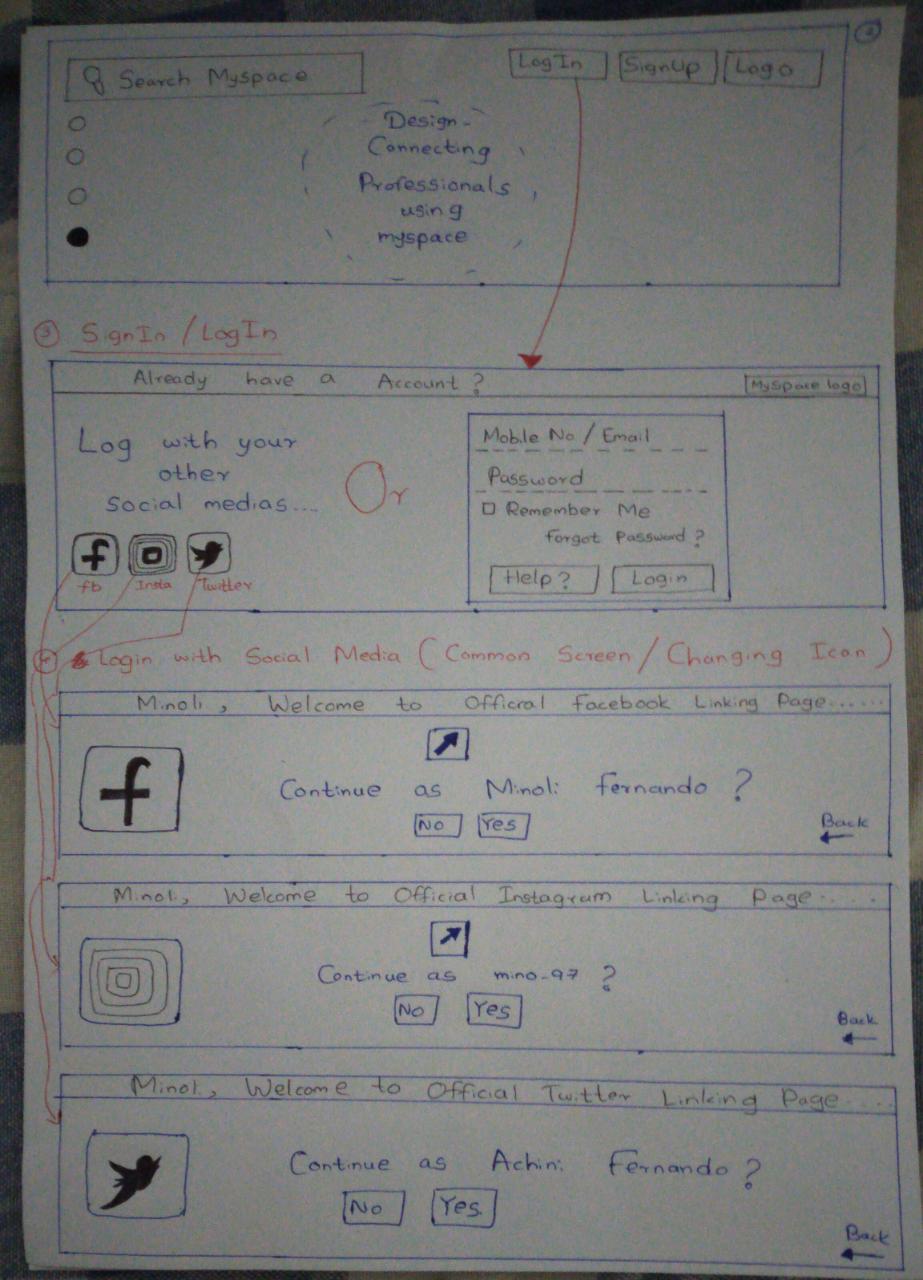 2
Search Myspace
LogIn SignUp Logo
Design-
Connecting
Professionals
using
myspace
3 SignIn / LogIn
Already have a Account ?
MySpace logo
Log with your
other
Social medias....
fb Insta Twitter
Or
Mobile No / Email
Password
Remember Me
forgot Password ?
Help ? Login
4 Login with Social Media ( Common Screen / Changing Icon )
Minoli, Welcome to Official Facebook Linking Page......
Continue as Minoli Fernando ?
No Yes
Back
Minoli, Welcome to Official Instagram Linking Page......
Continue as mino_97 ?
No Yes
Back
Minoli, Welcome to Official Twitter Linking Page.....
Continue as Achini Fernando ?
No Yes
Back